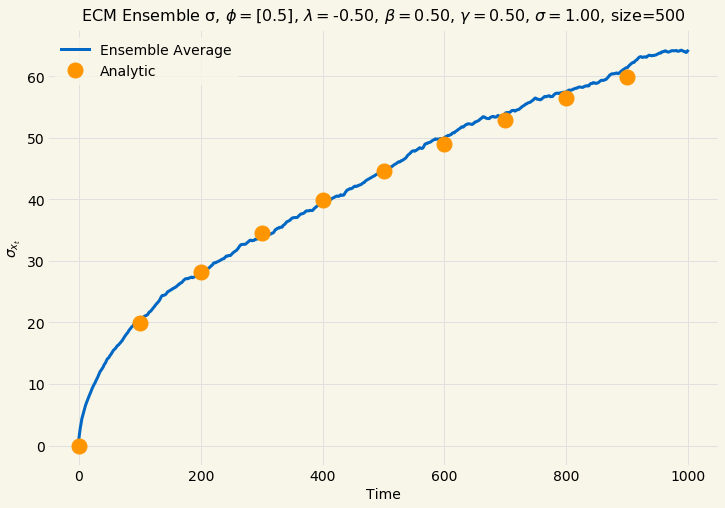 ECM Ensemble σ, ϕ = [0.5], λ = -0.50, β = 0.50, γ = 0.50, σ = 1.00, size=500
Ensemble Average
Analytic
60
50
40
30
20
10
0
σ_{x_t}
0 200 400 600 800 1000
Time